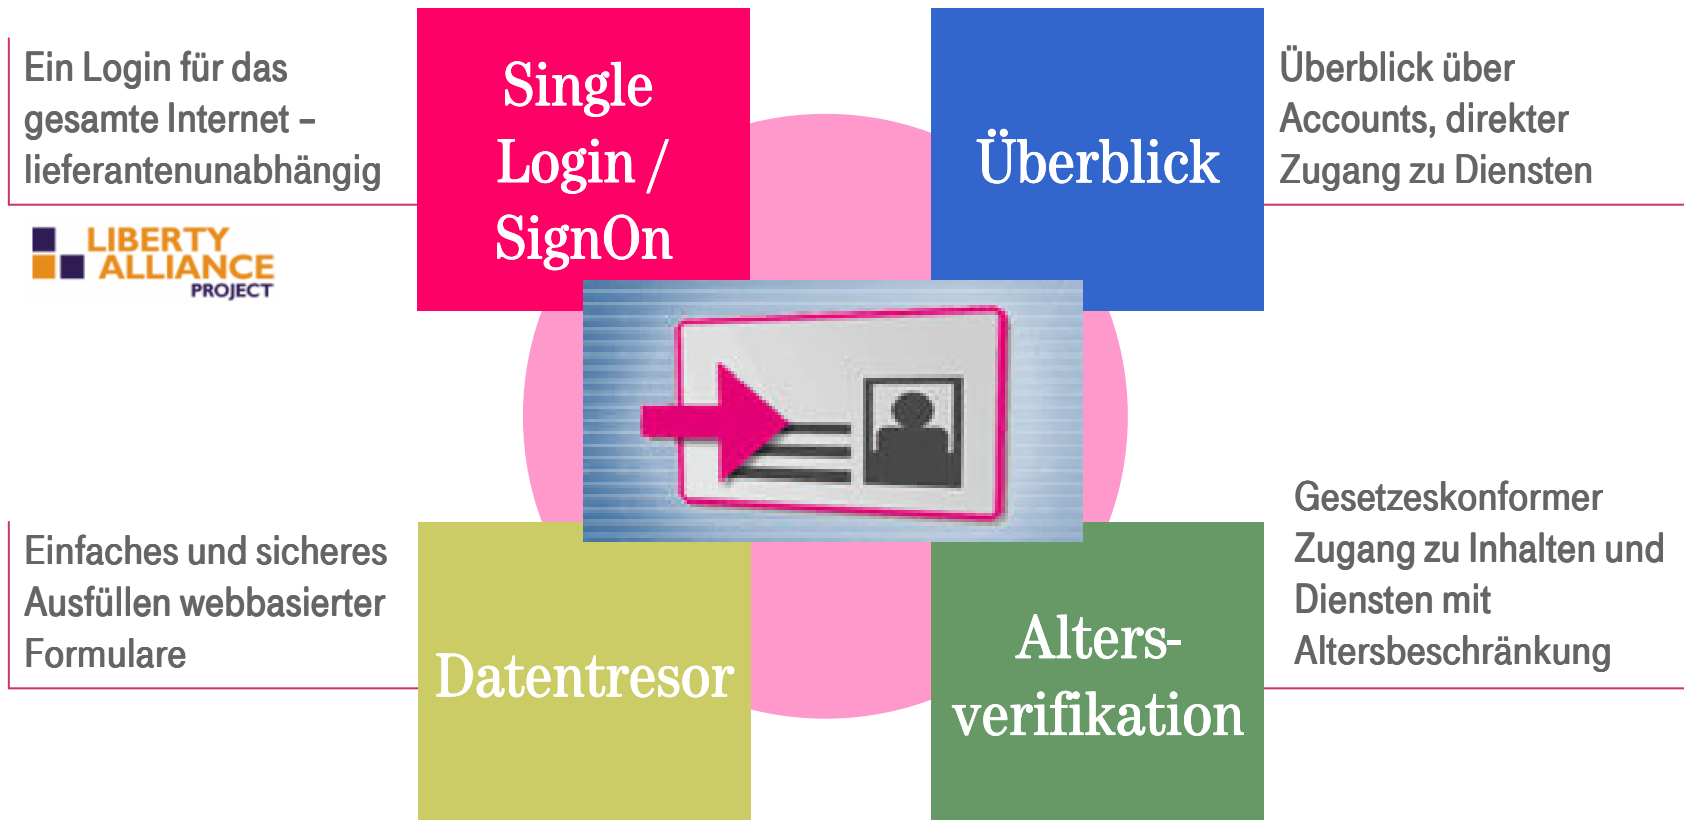 Ein Login für das
gesamte Internet –
lieferantenunabhängig
LIBERTY
ALLIANCE
PROJECT
Single
Login /
SignOn
Überblick
Überblick über
Accounts, direkter
Zugang zu Diensten
Einfaches und sicheres
Ausfüllen webbasierter
Formulare
Datentresor
Alters-
verifikation
Gesetzeskonformer
Zugang zu Inhalten und
Diensten mit
Altersbeschränkung